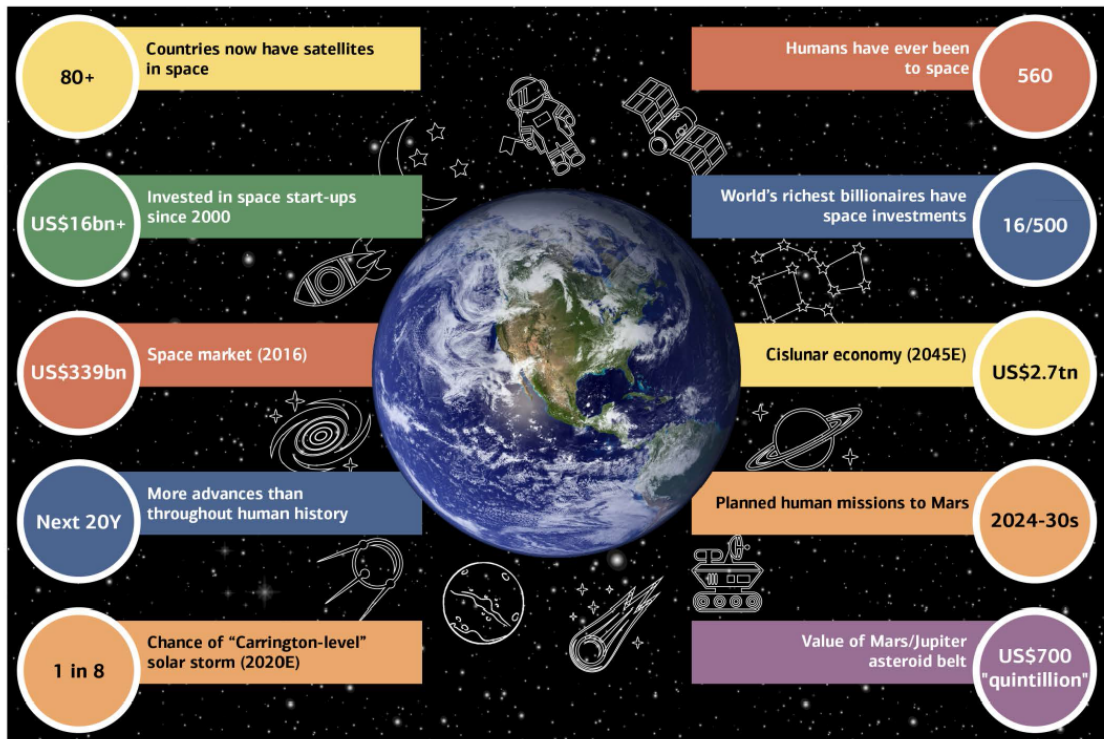 80+
Countries now have satellites
in space
Humans have ever been
to space
560
US$16bn+
Invested in space start-ups
since 2000
World's richest billionaires have
space investments
16/500
US$339bn
Space market (2016)
Cislunar economy (2045E)
US$2.7tn
Next 20Y
More advances than
throughout human history
Planned human missions to Mars
2024-30s
1 in 8
Chance of “Carrington-level”
solar storm (2020E)
Value of Mars/Jupiter
asteroid belt
US$700
"quintillion"